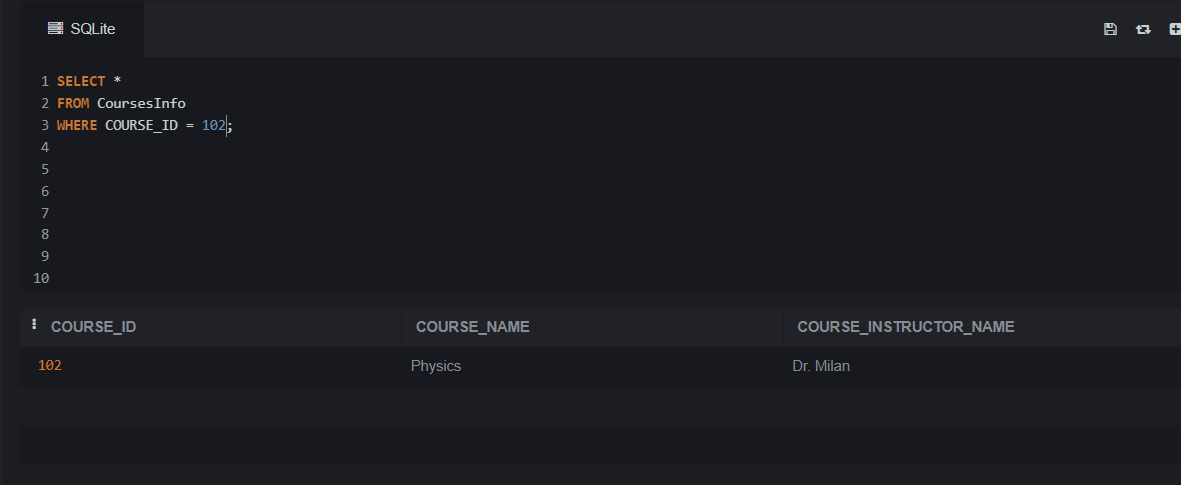 SQLite
1 SELECT *
2 FROM CoursesInfo
3 WHERE COURSE_ID = 102;
4
5
6
7
8
9
10
COURSE_ID COURSE_NAME COURSE_INSTRUCTOR_NAME
102 Physics Dr. Milan